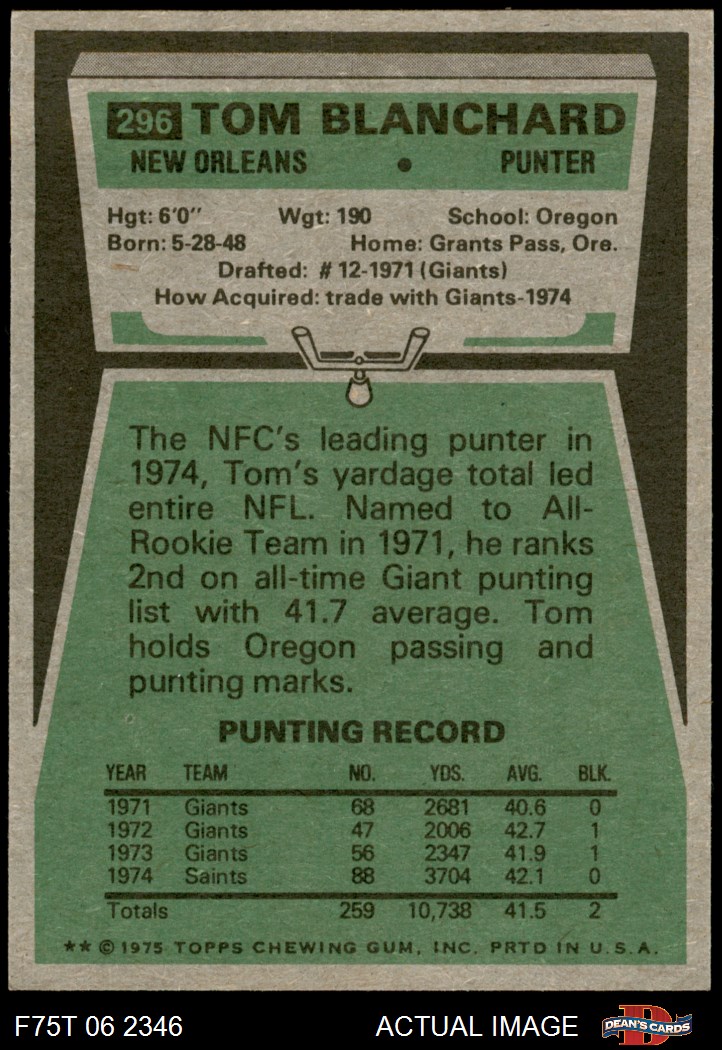 296 TOM BLANCHARD
NEW ORLEANS • PUNTER
Hgt: 6'0" Wgt: 190 School: Oregon
Born: 5-28-48 Home: Grants Pass, Ore.
Drafted: #12-1971 (Giants)
How Acquired: trade with Giants-1974
The NFC's leading punter in
1974, Tom's yardage total led
entire NFL. Named to All-
Rookie Team in 1971, he ranks
2nd on all-time Giant punting
list with 41.7 average. Tom
holds Oregon passing and
punting marks.
PUNTING RECORD
YEAR TEAM NO. YDS. AVG. BLK.
1971 Giants 68 2681 40.6 0
1972 Giants 47 2006 42.7 1
1973 Giants 56 2347 41.9 1
1974 Saints 88 3704 42.1 0
Totals 259 10,738 41.5 2
**©1975 TOPPS CHEWING GUM, INC. PRTD IN U.S.A.
F75T 06 2346 ACTUAL IMAGE D DEAN'S CARDS